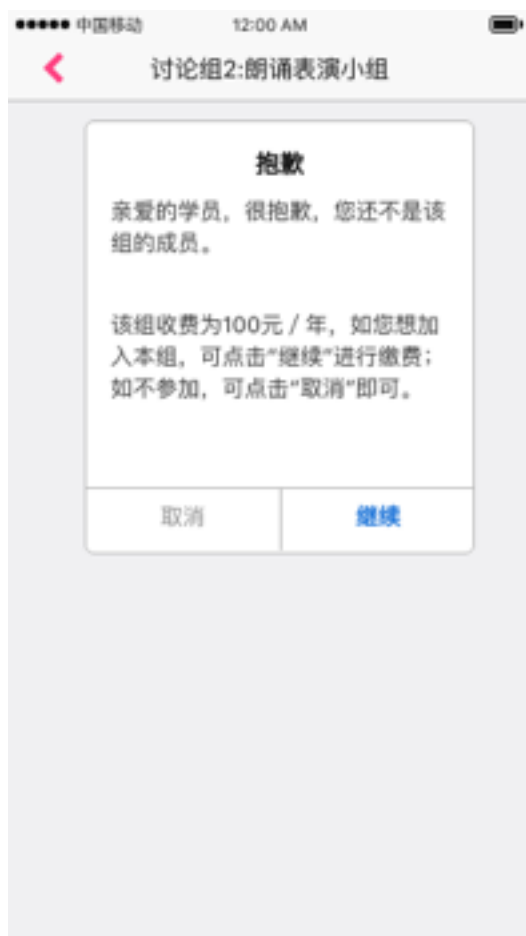 中国移动 12:00 AM
讨论组2:朗诵表演小组
抱歉
亲爱的学员，很抱歉，您还不是该
组的成员。
该组收费为100元 / 年，如您想加
入本组，可点击“继续”进行缴费；
如不参加，可点击“取消”即可。
取消 继续